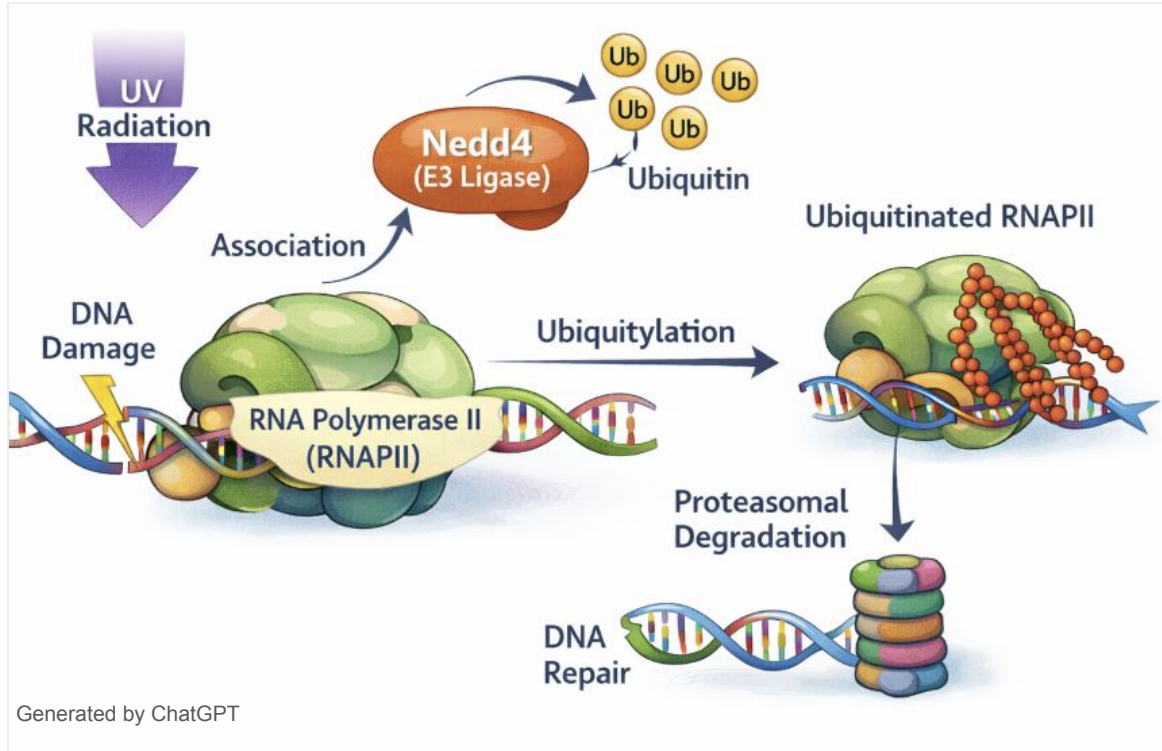 UV
Radiation
Ub
Ub
Ub
Ub
Ub
Nedd4
(E3 Ligase)
Ubiquitin
Association
Ubiquitinated RNAPII
DNA
Damage
Ubiquitylation
RNA Polymerase II
(RNAPII)
Proteasomal
Degradation
DNA
Repair
Generated by ChatGPT